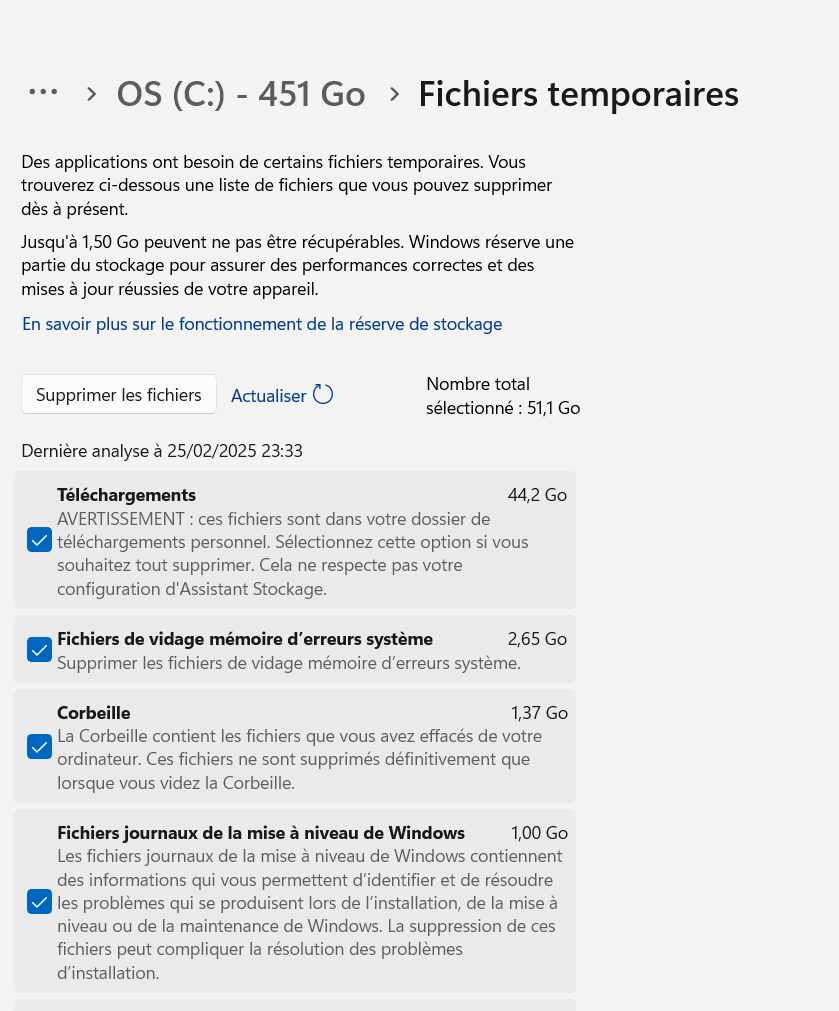 ... > OS (C:) - 451 Go > Fichiers temporaires
Des applications ont besoin de certains fichiers temporaires. Vous
trouverez ci-dessous une liste de fichiers que vous pouvez supprimer
dès à présent.
Jusqu'à 1,50 Go peuvent ne pas être récupérables. Windows réserve une
partie du stockage pour assurer des performances correctes et des
mises à jour réussies de votre appareil.
En savoir plus sur le fonctionnement de la réserve de stockage
Supprimer les fichiers
Actualiser
Nombre total
sélectionné : 51,1 Go
Dernière analyse à 25/02/2025 23:33
Téléchargements 44,2 Go
AVERTISSEMENT : ces fichiers sont dans votre dossier de
téléchargements personnel. Sélectionnez cette option si vous
souhaitez tout supprimer. Cela ne respecte pas votre
configuration d'Assistant Stockage.
Fichiers de vidage mémoire d’erreurs système 2,65 Go
Supprimer les fichiers de vidage mémoire d’erreurs système.
Corbeille 1,37 Go
La Corbeille contient les fichiers que vous avez effacés de votre
ordinateur. Ces fichiers ne sont supprimés définitivement que
lorsque vous videz la Corbeille.
Fichiers journaux de la mise à niveau de Windows 1,00 Go
Les fichiers journaux de la mise à niveau de Windows contiennent
des informations qui vous permettent d’identifier et de résoudre
les problèmes qui se produisent lors de l’installation, de la mise à
niveau ou de la maintenance de Windows. La suppression de ces
fichiers peut compliquer la résolution des problèmes
d’installation.